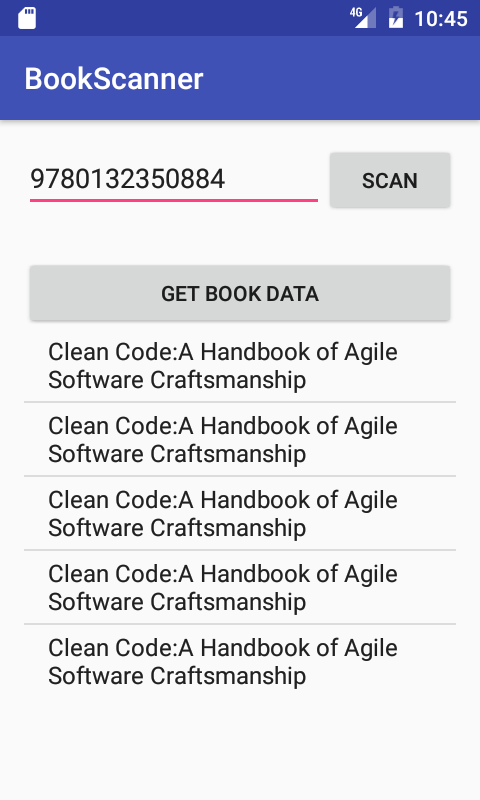 4G 10:45
BookScanner
9780132350884 SCAN
GET BOOK DATA
Clean Code:A Handbook of Agile
Software Craftsmanship
Clean Code:A Handbook of Agile
Software Craftsmanship
Clean Code:A Handbook of Agile
Software Craftsmanship
Clean Code:A Handbook of Agile
Software Craftsmanship
Clean Code:A Handbook of Agile
Software Craftsmanship